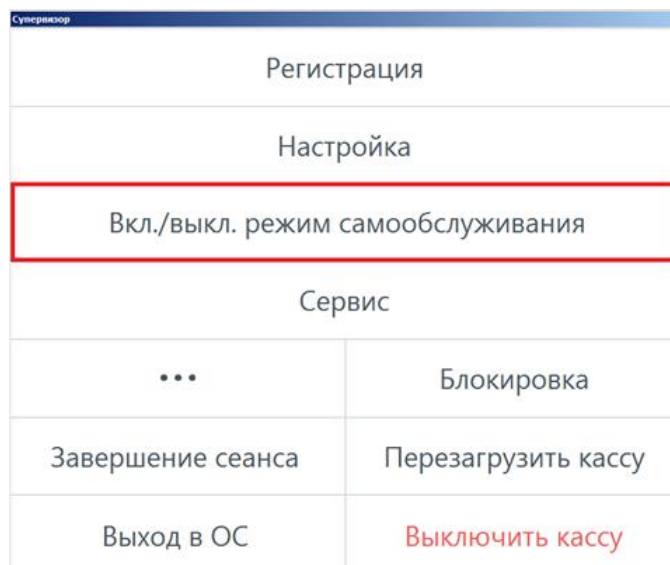 Супервизор
Регистрация
Настройка
Вкл./выкл. режим самообслуживания
Сервис
•••
Блокировка
Завершение сеанса
Перезагрузить кассу
Выход в ОС
Выключить кассу